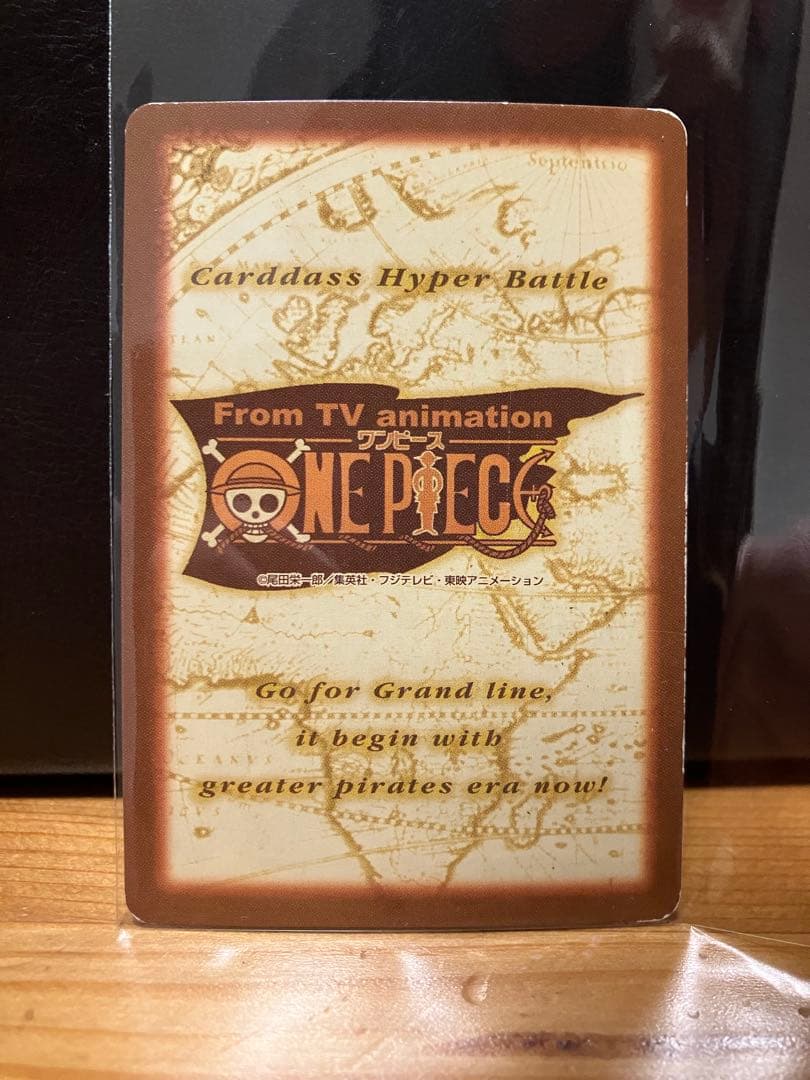 Septentrio
Carddass Hyper Battle
From TV animation
ワンピース
ONE PIECE
©尾田栄一郎／集英社・フジテレビ・東映アニメーション
Go for Grand line,
it begin with
CEANUS
greater pirates era now!